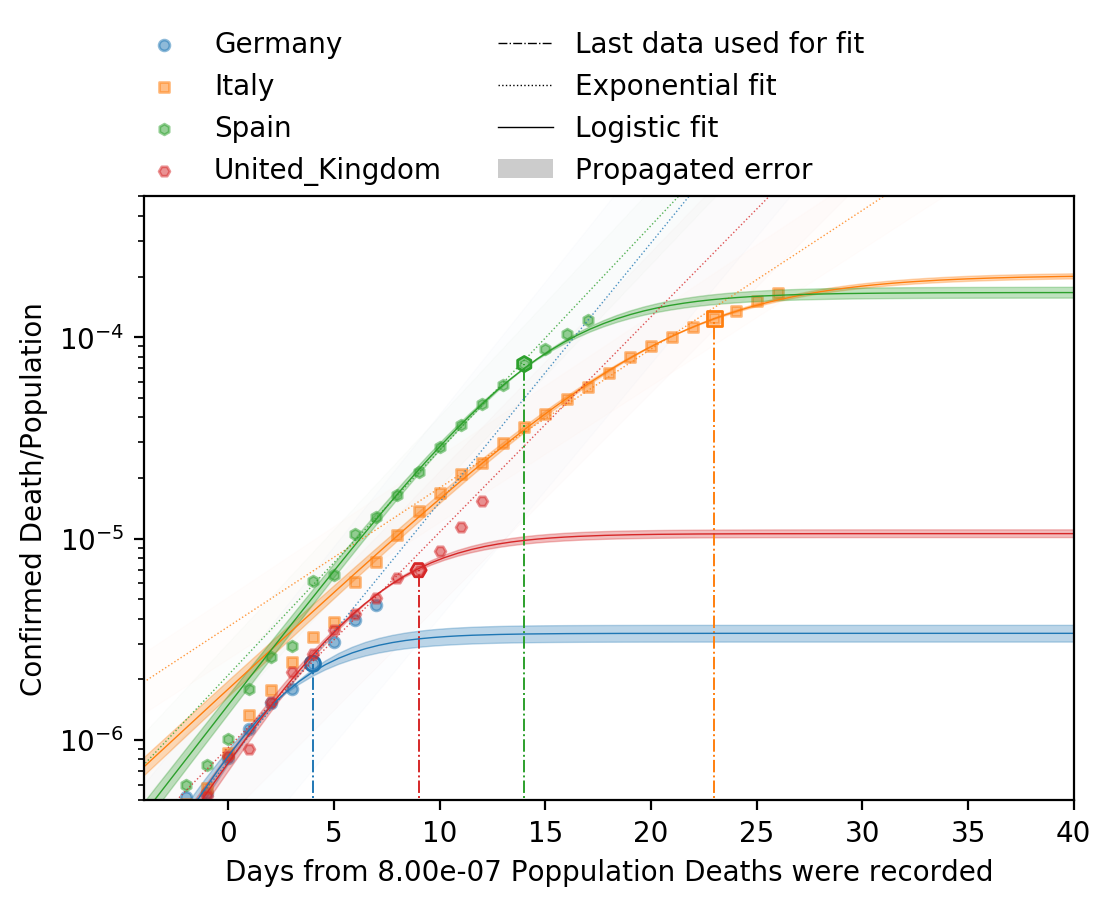 Germany
Italy
Spain
United_Kingdom
Last data used for fit
Exponential fit
Logistic fit
Propagated error
Confirmed Death/Population
10⁻⁴
10⁻⁵
10⁻⁶
0 5 10 15 20 25 30 35 40
Days from 8.00e-07 Poppulation Deaths were recorded